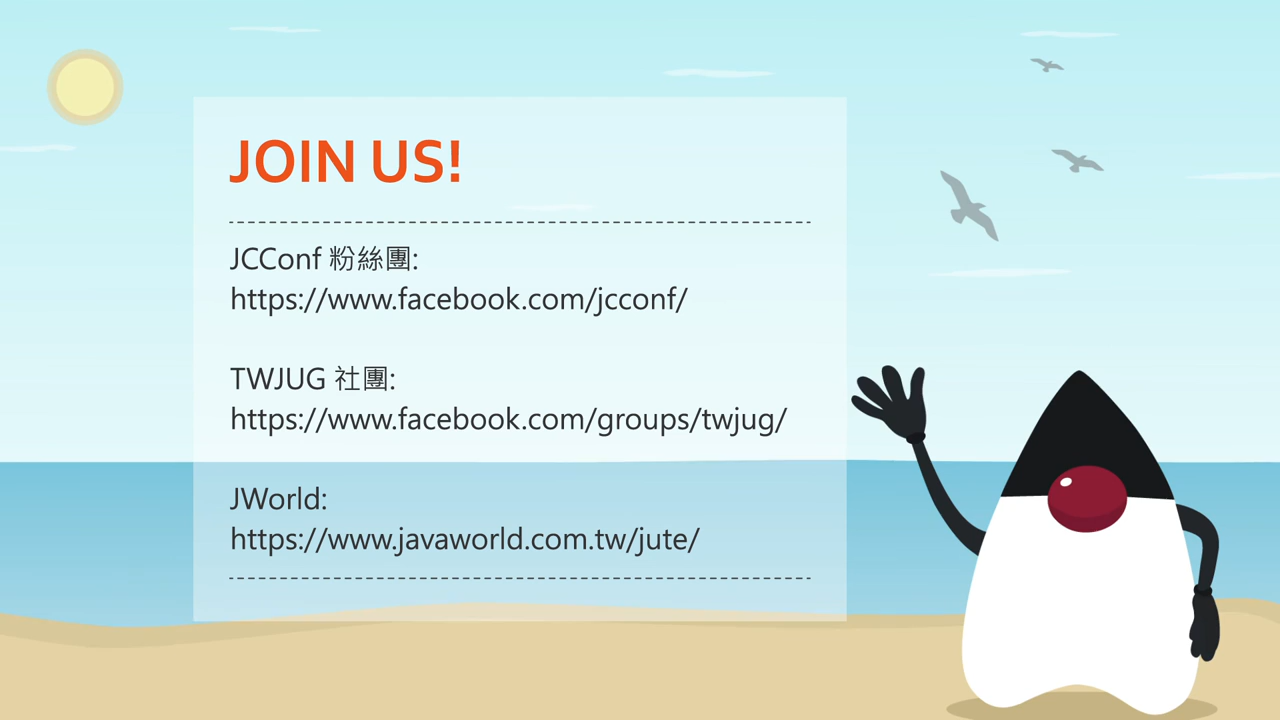 JOIN US!
JCConf 粉絲團:
https://www.facebook.com/jcconf/
TWJUG 社團:
https://www.facebook.com/groups/twjug/
JWorld:
https://www.javaworld.com.tw/jute/